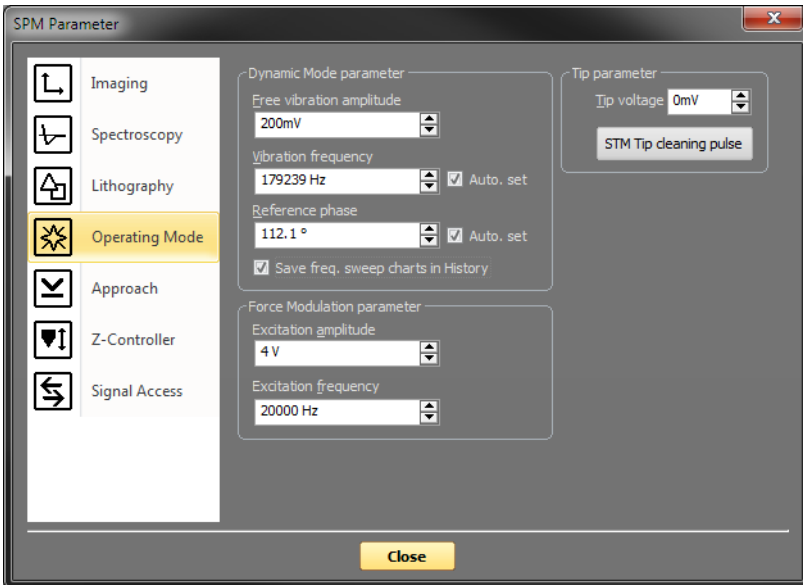 SPM Parameter
Imaging
Spectroscopy
Lithography
Operating Mode
Approach
Z-Controller
Signal Access
Dynamic Mode parameter
Free vibration amplitude
200mV
Vibration frequency
179239 Hz Auto. set
Reference phase
112.1 ° Auto. set
Save freq. sweep charts in History
Force Modulation parameter
Excitation amplitude
4 V
Excitation frequency
20000 Hz
Tip parameter
Tip voltage 0mV
STM Tip cleaning pulse
Close